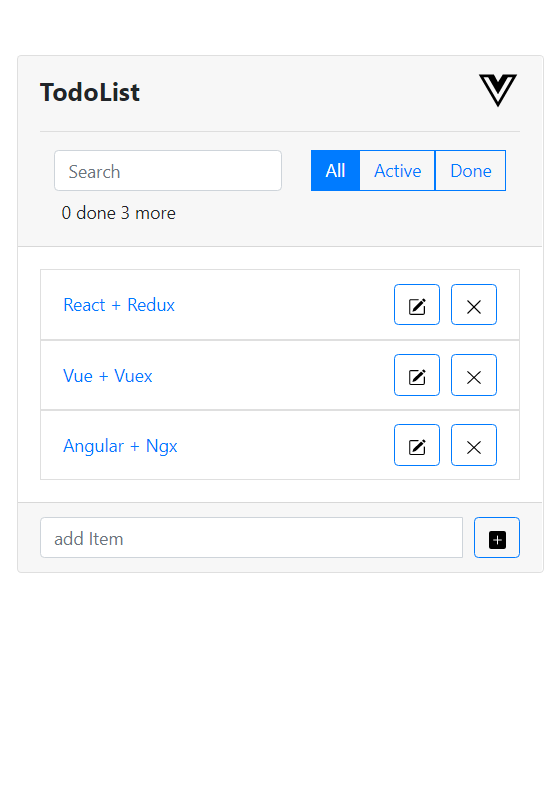 TodoList
Search
All Active Done
0 done 3 more
React + Redux
Vue + Vuex
Angular + Ngx
add Item